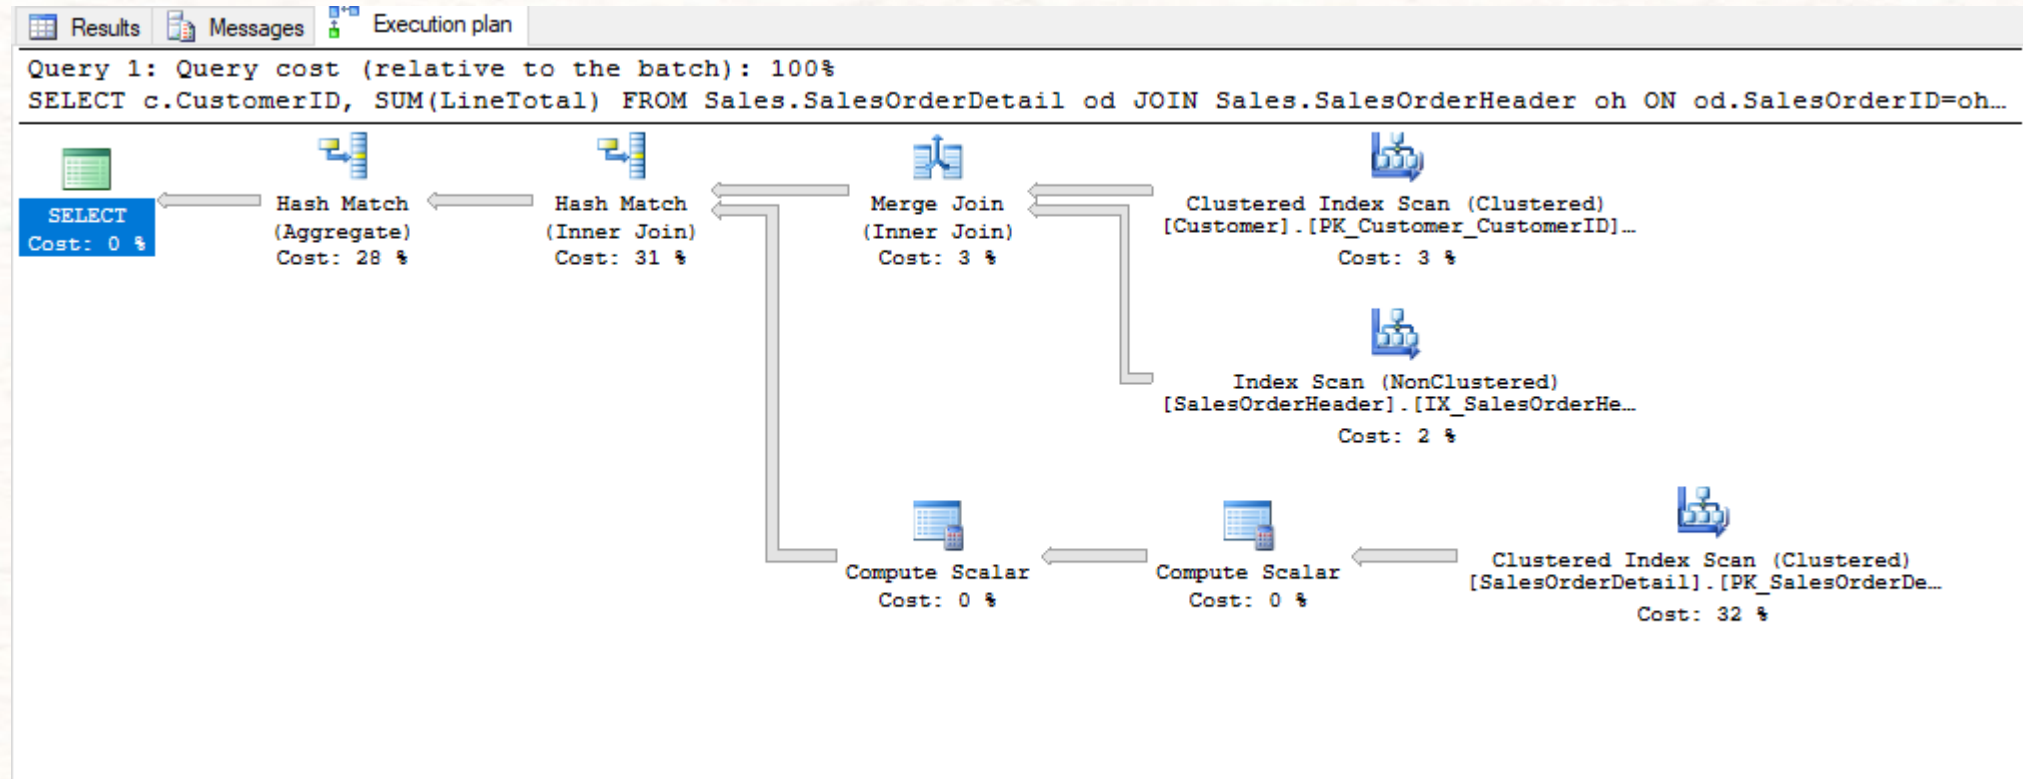 Results Messages Execution plan
Query 1: Query cost (relative to the batch): 100%
SELECT c.CustomerID, SUM(LineTotal) FROM Sales.SalesOrderDetail od JOIN Sales.SalesOrderHeader oh ON od.SalesOrderID=oh…
SELECT
Cost: 0 %
Hash Match
(Aggregate)
Cost: 28 %
Hash Match
(Inner Join)
Cost: 31 %
Merge Join
(Inner Join)
Cost: 3 %
Clustered Index Scan (Clustered)
[Customer].[PK_Customer_CustomerID]…
Cost: 3 %
Index Scan (NonClustered)
[SalesOrderHeader].[IX_SalesOrderHe…
Cost: 2 %
Compute Scalar
Cost: 0 %
Compute Scalar
Cost: 0 %
Clustered Index Scan (Clustered)
[SalesOrderDetail].[PK_SalesOrderDe…
Cost: 32 %